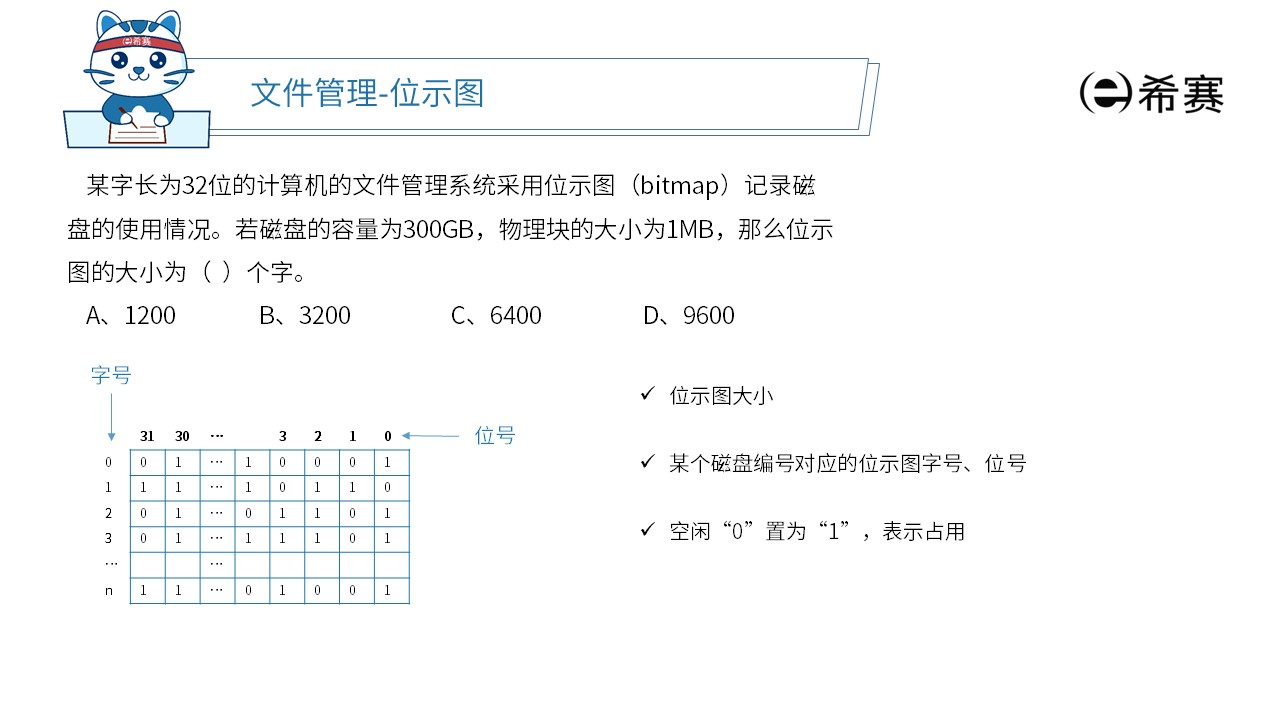 希赛
文件管理-位示图
希赛
某字长为32位的计算机的文件管理系统采用位示图（bitmap）记录磁
盘的使用情况。若磁盘的容量为300GB，物理块的大小为1MB，那么位示
图的大小为（ ）个字。
A、1200 B、3200 C、6400 D、9600
字号
31 30 … 3 2 1 0 位号
0 0 1 … 1 0 0 0 1
1 1 1 … 1 0 1 1 0
2 0 1 … 0 1 1 0 1
3 0 1 … 1 1 1 0 1
… …
n 1 1 … 0 1 0 0 1
✓ 位示图大小
✓ 某个磁盘编号对应的位示图字号、位号
✓ 空闲“0”置为“1”，表示占用